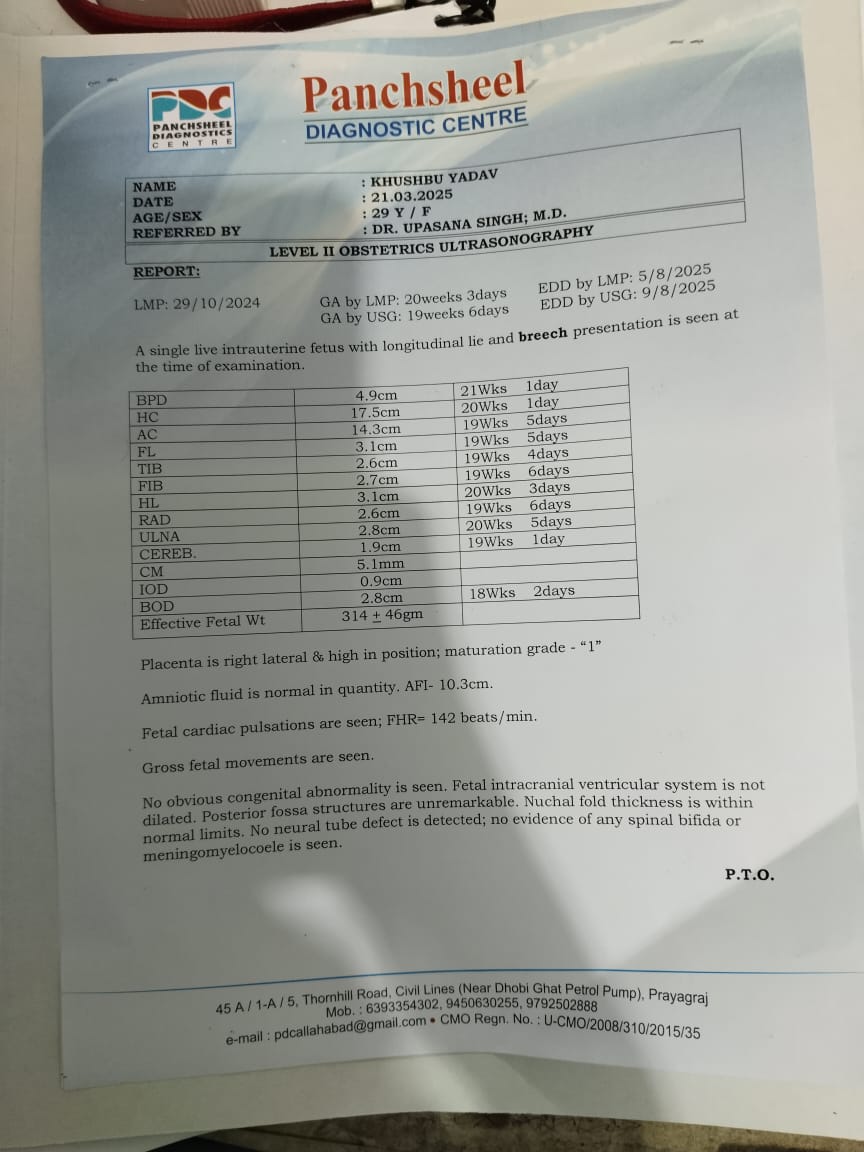 PDC
PANCHSHEEL
DIAGNOSTICS
CENTRE
Panchsheel
DIAGNOSTIC CENTRE
NAME : KHUSHBU YADAV
DATE : 21.03.2025
AGE/SEX : 29 Y / F
REFERRED BY : DR. UPASANA SINGH; M.D.
LEVEL II OBSTETRICS ULTRASONOGRAPHY
REPORT:
LMP: 29/10/2024 GA by LMP: 20weeks 3days EDD by LMP: 5/8/2025
GA by USG: 19weeks 6days EDD by USG: 9/8/2025
A single live intrauterine fetus with longitudinal lie and breech presentation is seen at
the time of examination.
BPD 4.9cm 21Wks 1day
HC 17.5cm 20Wks 1day
AC 14.3cm 19Wks 5days
FL 3.1cm 19Wks 5days
TIB 2.6cm 19Wks 4days
FIB 2.7cm 19Wks 6days
HL 3.1cm 20Wks 3days
RAD 2.6cm 19Wks 6days
ULNA 2.8cm 20Wks 5days
CEREB. 1.9cm 19Wks 1day
CM 5.1mm
IOD 0.9cm
BOD 2.8cm 18Wks 2days
Effective Fetal Wt 314 ± 46gm
Placenta is right lateral & high in position; maturation grade - “1”
Amniotic fluid is normal in quantity. AFI- 10.3cm.
Fetal cardiac pulsations are seen; FHR= 142 beats/min.
Gross fetal movements are seen.
No obvious congenital abnormality is seen. Fetal intracranial ventricular system is not
dilated. Posterior fossa structures are unremarkable. Nuchal fold thickness is within
normal limits. No neural tube defect is detected; no evidence of any spinal bifida or
meningomyelocoele is seen.
P.T.O.
45 A / 1-A / 5, Thornhill Road, Civil Lines (Near Dhobi Ghat Petrol Pump), Prayagraj
Mob. : 6393354302, 9450630255, 9792502888
e-mail : pdcallahabad@gmail.com • CMO Regn. No. : U-CMO/2008/310/2015/35